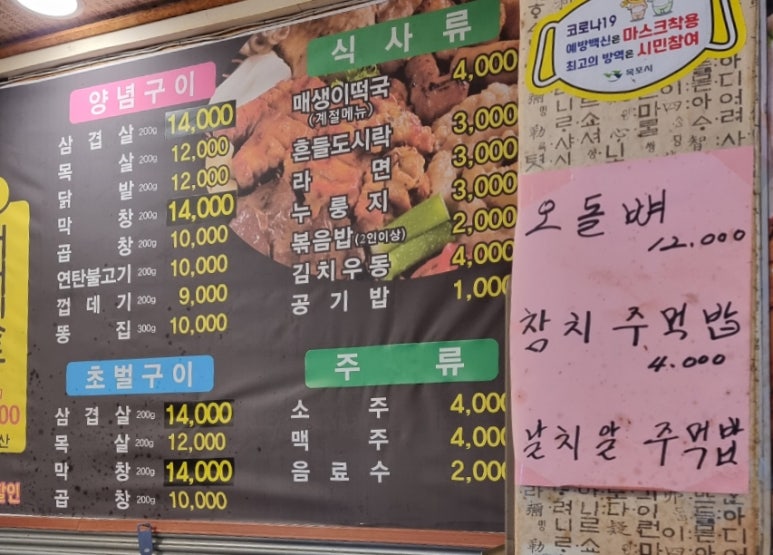 양념구이
삼겹살 200g 14,000
목살 200g 12,000
닭발 200g 12,000
막창 200g 14,000
곱창 200g 10,000
연탄불고기 200g 10,000
껍데기 200g 9,000
똥집 300g 10,000
초벌구이
삼겹살 200g 14,000
목살 200g 12,000
막창 200g 14,000
곱창 200g 10,000
식사류
매생이떡국 4,000
(계절메뉴)
흔들도시락 3,000
라면 3,000
누룽지 3,000
볶음밥(2인이상) 2,000
김치우동 4,000
공기밥 1,000
주류
소주 4,000
맥주 4,000
음료수 2,000
코로나19
예방백신은 마스크착용
최고의 방역은 시민참여
목포시
오돌뼈
12.000
참치 주먹밥
4.000
날치알 주먹밥